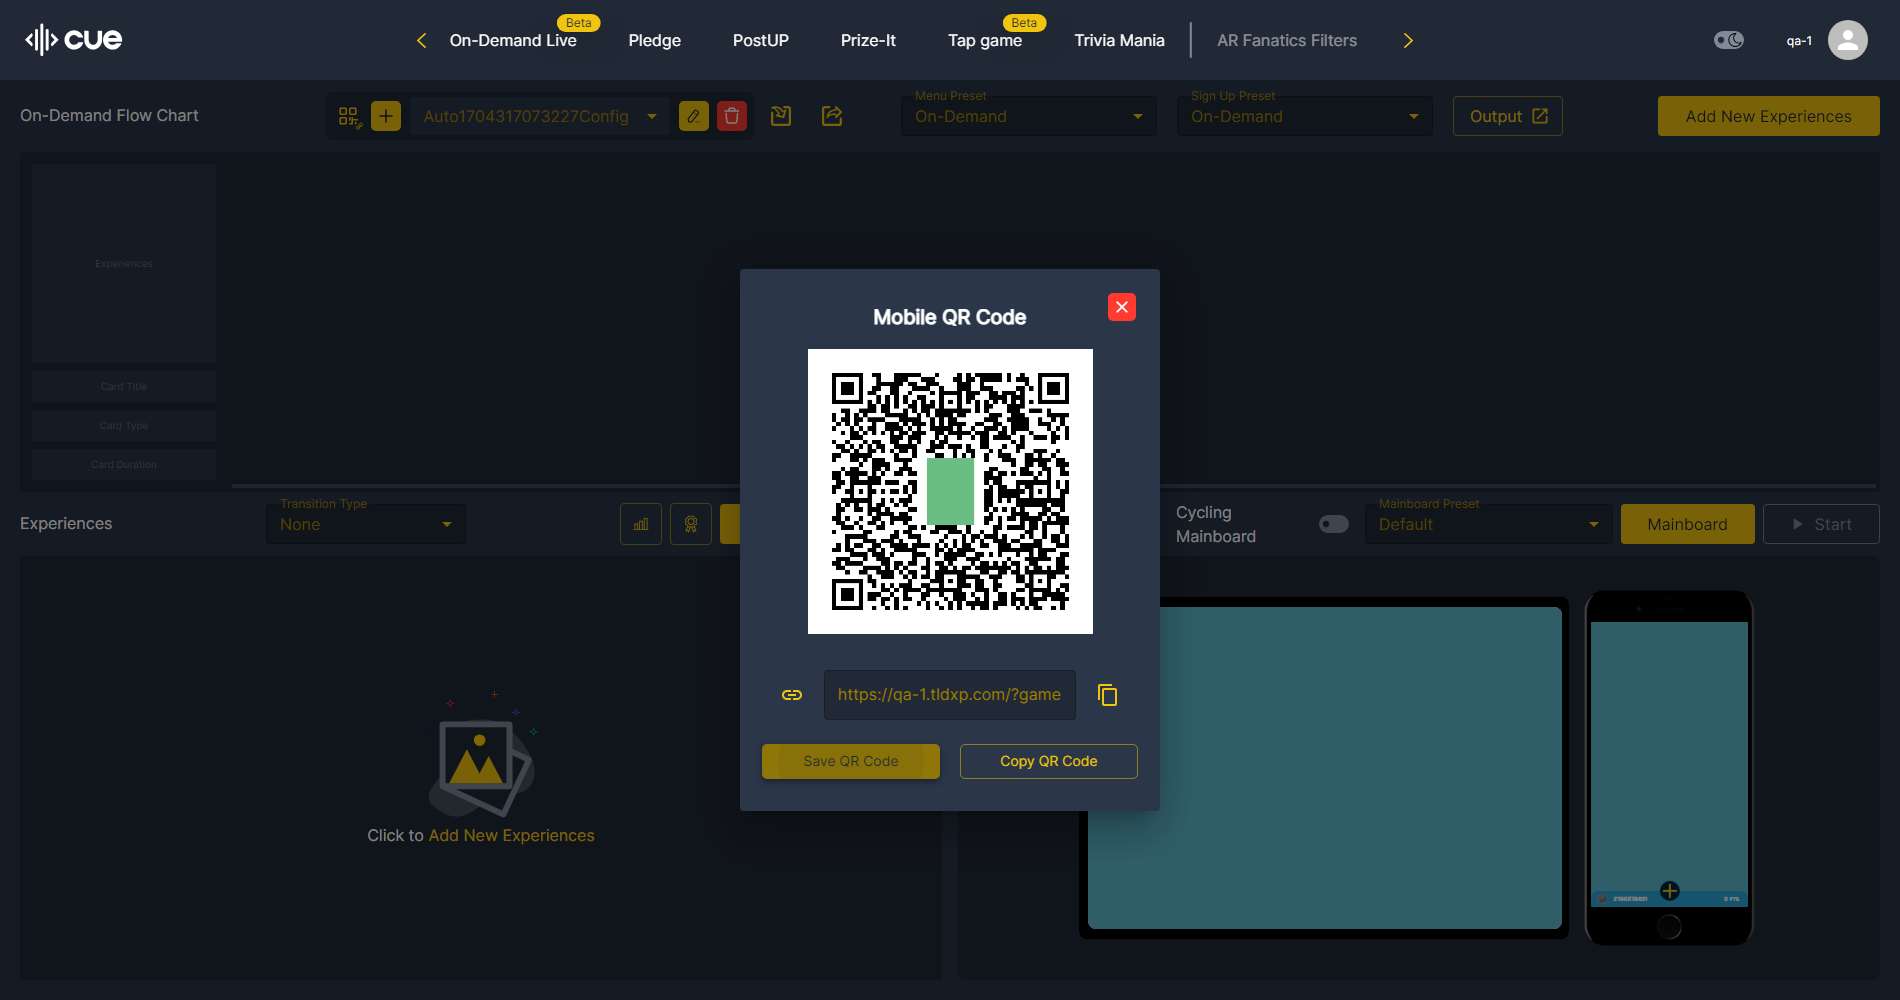 cue
On-Demand Live
Beta
Pledge
PostUP
Prize-It
Tap game
Beta
Trivia Mania
AR Fanatics Filters
qa-1
On-Demand Flow Chart
Auto1704317073227Config
Menu Preset
On-Demand
Sign Up Preset
On-Demand
Output
Add New Experiences
Experiences
Card Title
Card Type
Card Duration
Mobile QR Code
https://qa-1.tldxp.com/?game
Save QR Code
Copy QR Code
Experiences
Transition Type
None
Cycling
Mainboard
Mainboard Preset
Default
Mainboard
Start
Click to Add New Experiences